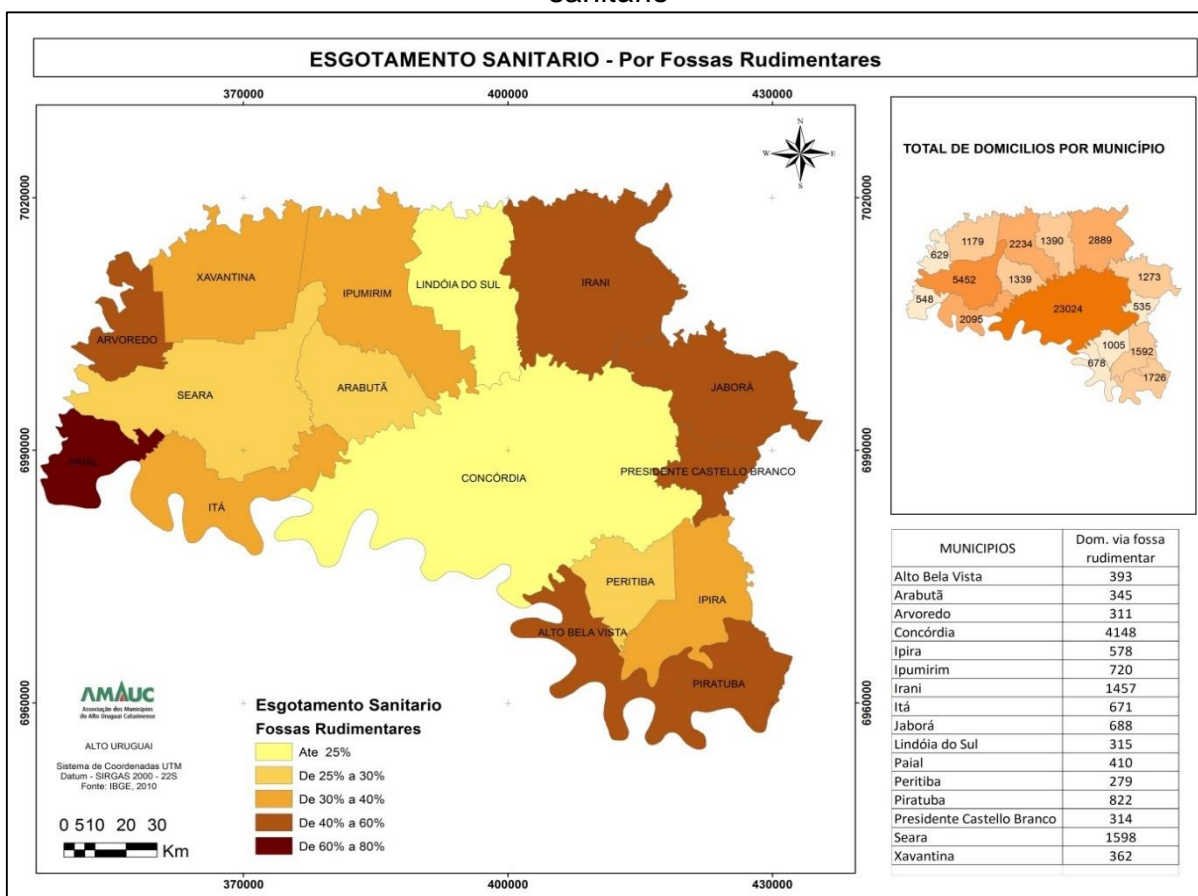 sanitário
ESGOTAMENTO SANITARIO - Por Fossas Rudimentares
370000
400000
430000
N
W
E
S
7020000
7020000
6990000
6990000
6960000
6960000
XAVANTINA
IPUMIRIM
LINDÓIA DO SUL
IRANI
ARVOREDO
SEARA
ARABUTÃ
JABORÁ
PAIAL
CONCÓRDIA
PRESIDENTE CASTELLO BRANCO
ITÁ
PERITIBA
IPIRA
ALTO BELA VISTA
PIRATUBA
AMAUC
Associação dos Municípios
do Alto Uruguai Catarinense
ALTO URUGUAI
Sistema de Coordenadas UTM
Datum - SIRGAS 2000 - 22S
Fonte: IBGE, 2010
0 510 20 30
Km
Esgotamento Sanitario
Fossas Rudimentares
Ate 25%
De 25% a 30%
De 30% a 40%
De 40% a 60%
De 60% a 80%
370000
400000
430000
TOTAL DE DOMICILIOS POR MUNICÍPIO
629
1179
2234
1390
2889
5452
1339
1273
548
2095
23024
535
1005
1592
678
1726
MUNICIPIOS Dom. via fossa rudimentar
Alto Bela Vista 393
Arabutã 345
Arvoredo 311
Concórdia 4148
Ipira 578
Ipumirim 720
Irani 1457
Itá 671
Jaborá 688
Lindóia do Sul 315
Paial 410
Peritiba 279
Piratuba 822
Presidente Castello Branco 314
Seara 1598
Xavantina 362